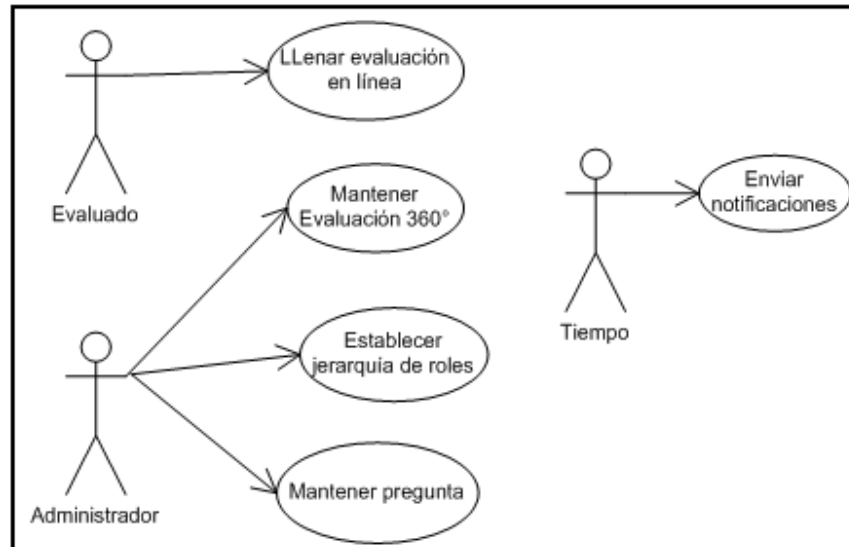 LLenar evaluación
en línea
Evaluado
Mantener
Evaluación 360°
Enviar
notificaciones
Tiempo
Establecer
jerarquía de roles
Mantener pregunta
Administrador